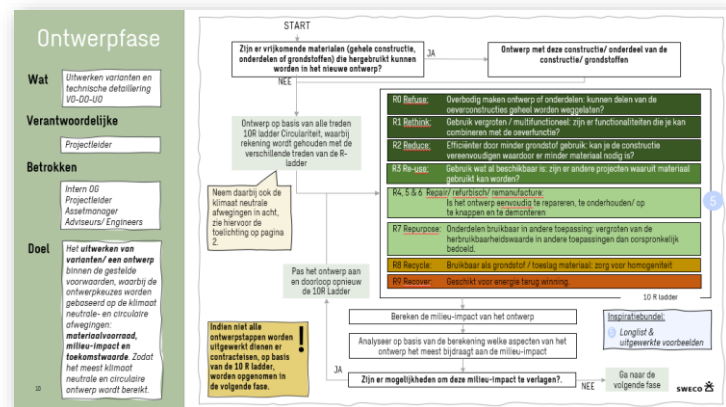 Ontwerpfase
Wat
Uitwerken varianten en
technische detaillering
VO-DO-UO
Verantwoordelijke
Projectleider
Betrokken
Intern OG
Projectleider
Assetmanager
Adviseurs/ Engineers
Doel
Het uitwerken van
varianten/ een ontwerp
binnen de gestelde
voorwaarden, waarbij de
ontwerpkeuzes worden
gebaseerd op de klimaat
neutrale- en circulaire
afwegingen:
materiaalvoorraad,
milieu-impact en
toekomstwaarde. Zodat
het meest klimaat
neutrale en circulaire
ontwerp wordt bereikt.
10
START
Zijn er vrijkomende materialen (gehele constructie,
onderdelen of grondstoffen) die hergebruikt kunnen
worden in het nieuwe ontwerp?
JA
Ontwerp met deze constructie/ onderdeel van de
constructie/ grondstoffen
NEE
Ontwerp op basis van alle treden
10R ladder Circulariteit, waarbij
rekening wordt gehouden met de
verschillende treden van de R-
ladder
Neem daarbij ook de
klimaat neutrale
afwegingen in acht,
zie hiervoor de
toelichting op pagina
2.
R0 Refuse: Overbodig maken ontwerp of onderdelen: kunnen delen van de
oeverconstructies geheel worden weggelaten?
R1 Rethink: Gebruik vergroten / multifunctioneel: zijn er functionaliteiten die je kan
combineren met de oeverfunctie?
R2 Reduce: Efficiënter door minder grondstof gebruik: kan je de constructie
vereenvoudigen waardoor er minder materiaal nodig is?
R3 Re-use: Gebruik wat al beschikbaar is: zijn er andere projecten waaruit materiaal
gebruikt kan worden?
R4, 5 & 6 Repair/ refurbisch/ remanufacture:
Is het ontwerp eenvoudig te repareren, te onderhouden/ op
te knappen en te demonteren
R7 Repurpose: Onderdelen bruikbaar in andere toepassing: vergroten van de
herbruikbaarheidswaarde in andere toepassingen dan oorspronkelijk
bedoeld.
R8 Recycle: Bruikbaar als grondstof / toeslag materiaal: zorg voor homogeniteit
R9 Recover: Geschikt voor energie terug winning.
5
10 R ladder
Pas het ontwerp aan
en doorloop opnieuw
de 10R Ladder
Bereken de milieu-impact van het ontwerp
Analyseer op basis van de berekening welke aspecten van het
ontwerp het meest bijdraagt aan de milieu-impact
JA
Zijn er mogelijkheden om deze milieu-impact te verlagen?.
NEE
Ga naar de
volgende fase
Indien niet alle
ontwerpstappen worden
uitgewerkt dienen er
contracteisen, op basis
van de 10 R ladder,
worden opgenomen in
de volgende fase.
!
Inspiratiebundel:
Longlist &
uitgewerkte voorbeelden
SWECO